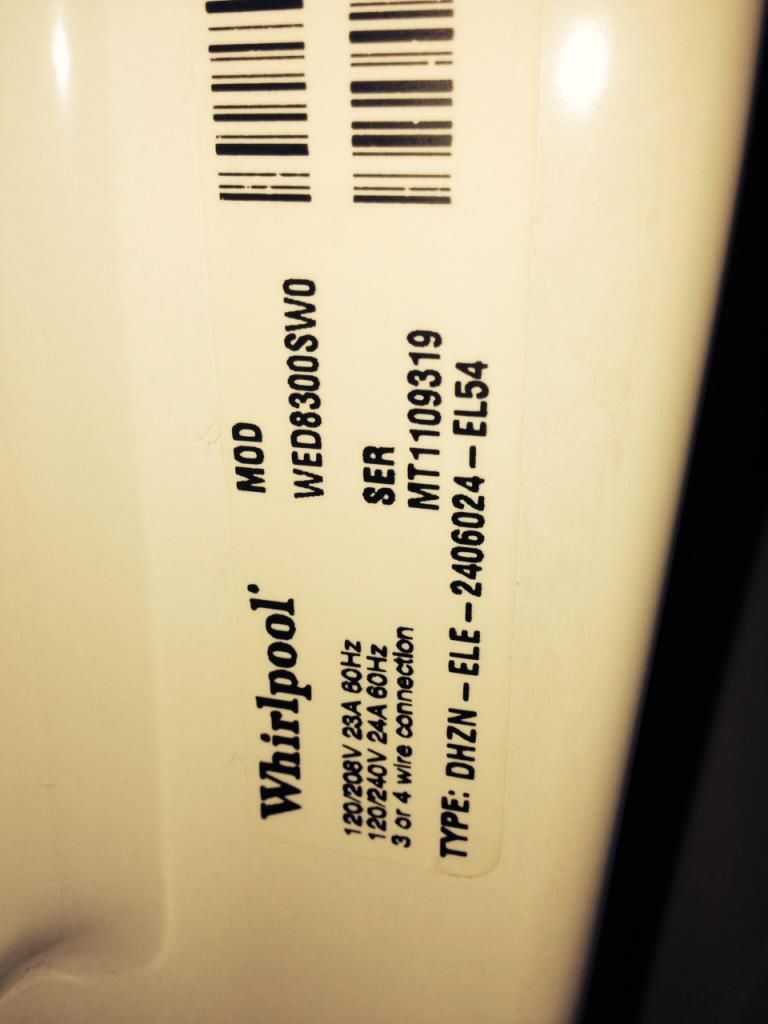 Whirlpool
MOD
WED8300SW0
120/208V 23A 60Hz
120/240V 24A 60Hz
3 or 4 wire connection
SER
MT1109319
TYPE: DHZN-ELE-2406024-EL54